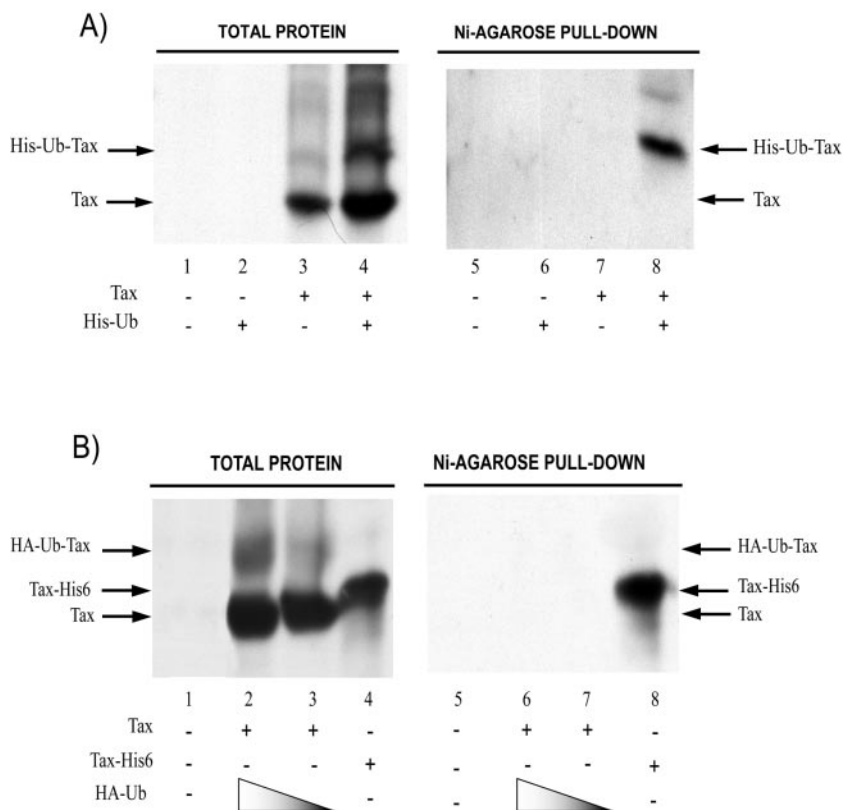 A)
TOTAL PROTEIN Ni-AGAROSE PULL-DOWN
His-Ub-Tax His-Ub-Tax
Tax Tax
1 2 3 4 5 6 7 8
Tax - - + + - - + +
His-Ub - + - + - + - +
B)
TOTAL PROTEIN Ni-AGAROSE PULL-DOWN
HA-Ub-Tax HA-Ub-Tax
Tax-His6 Tax-His6
Tax Tax
1 2 3 4 5 6 7 8
Tax - + + - - + + -
Tax-His6 - - - + - - - +
HA-Ub - - - -